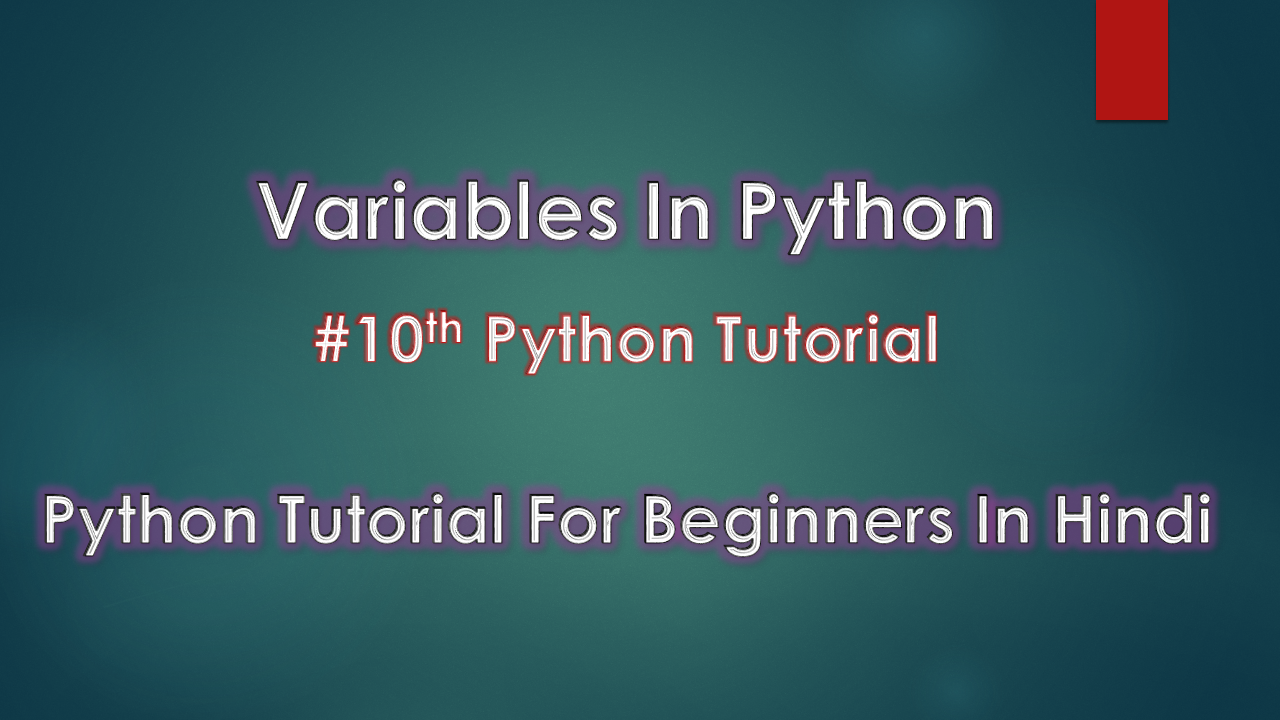 Variables In Python
#10th Python Tutorial
Python Tutorial For Beginners In Hindi